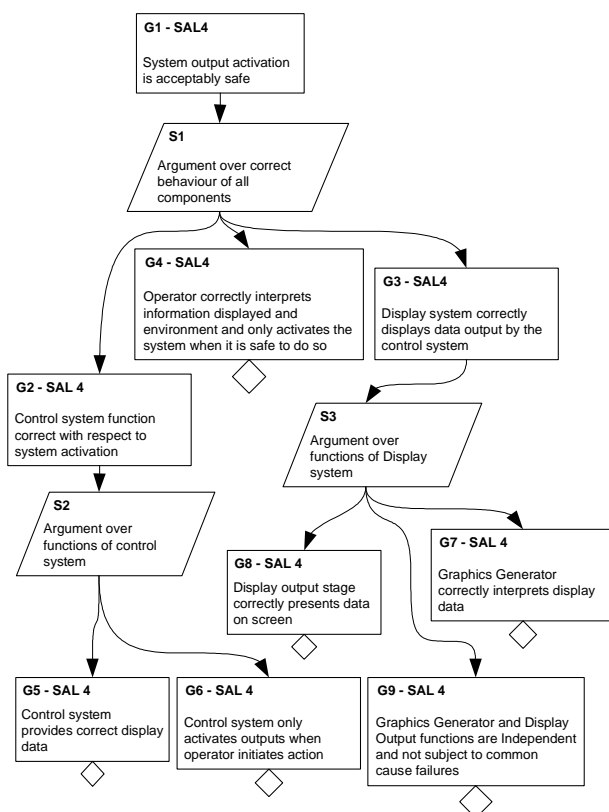 G1 - SAL4
System output activation
is acceptably safe
S1
Argument over correct
behaviour of all
components
G4 - SAL4
Operator correctly interprets
information displayed and
environment and only activates the
system when it is safe to do so
G3 - SAL4
Display system correctly
displays data output by the
control system
G2 - SAL 4
Control system function
correct with respect to
system activation
S3
Argument over
functions of Display
system
S2
Argument over
functions of control
system
G8 – SAL 4
Display output stage
correctly presents data
on screen
G7 - SAL 4
Graphics Generator
correctly interprets display
data
G5 - SAL 4
Control system
provides correct display
data
G6 - SAL 4
Control system only
activates outputs when
operator initiates action
G9 - SAL 4
Graphics Generator and Display
Output functions are Independent
and not subject to common
cause failures